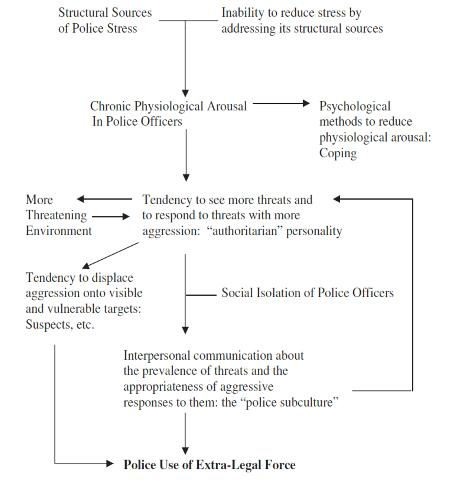 Structural Sources
of Police Stress
Inability to reduce stress by
addressing its structural sources
Chronic Physiological Arousal
In Police Officers
Psychological
methods to reduce
physiological arousal:
Coping
More
Threatening
Environment
Tendency to see more threats and
to respond to threats with more
aggression: “authoritarian” personality
Tendency to displace
aggression onto visible
and vulnerable targets:
Suspects, etc.
Social Isolation of Police Officers
Interpersonal communication about
the prevalence of threats and the
appropriateness of aggressive
responses to them: the “police subculture”
Police Use of Extra-Legal Force